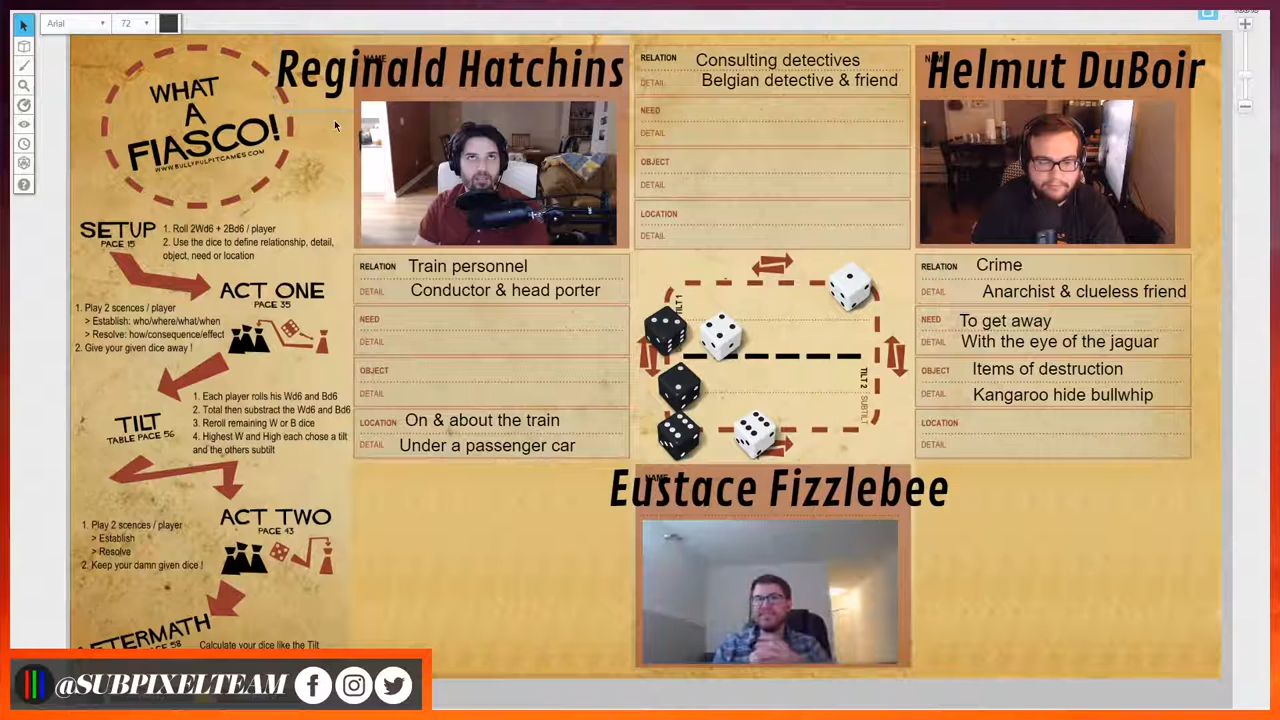 Arial
72
WHAT
A
FIASCO!
WWW.BULLYPULPITGAMES.COM
SETUP
PAGE 15
1. Roll 2Wd6 + 2Bd6 / player
2. Use the dice to define relationship, detail,
object, need or location
ACT ONE
PAGE 35
1. Play 2 scences / player
> Establish: who/where/what/when
> Resolve: how/consequence/effect
2. Give your given dice away !
TILT
TABLE PAGE 56
1. Each player rolls his Wd6 and Bd6
2. Total then substract the Wd6 and Bd6
3. Reroll remaining W or B dice
4. Highest W and High each chose a tilt
and the others subtilt
ACT TWO
PAGE 43
1. Play 2 scences / player
> Establish
> Resolve
2. Keep your damn given dice !
Calculate your dice like the Tilt
Reginald Hatchins
RELATION Consulting detectives
DETAIL Belgian detective & friend
NEED
DETAIL
OBJECT
DETAIL
LOCATION
DETAIL
Helmut DuBoir
RELATION Train personnel
DETAIL Conductor & head porter
NEED
DETAIL
OBJECT
DETAIL
LOCATION On & about the train
DETAIL Under a passenger car
TILT 1
TILT 2 SUBTILT
RELATION Crime
DETAIL Anarchist & clueless friend
NEED To get away
DETAIL With the eye of the jaguar
OBJECT Items of destruction
DETAIL Kangaroo hide bullwhip
LOCATION
DETAIL
Eustace Fizzlebee
@SUBPIXELTEAM